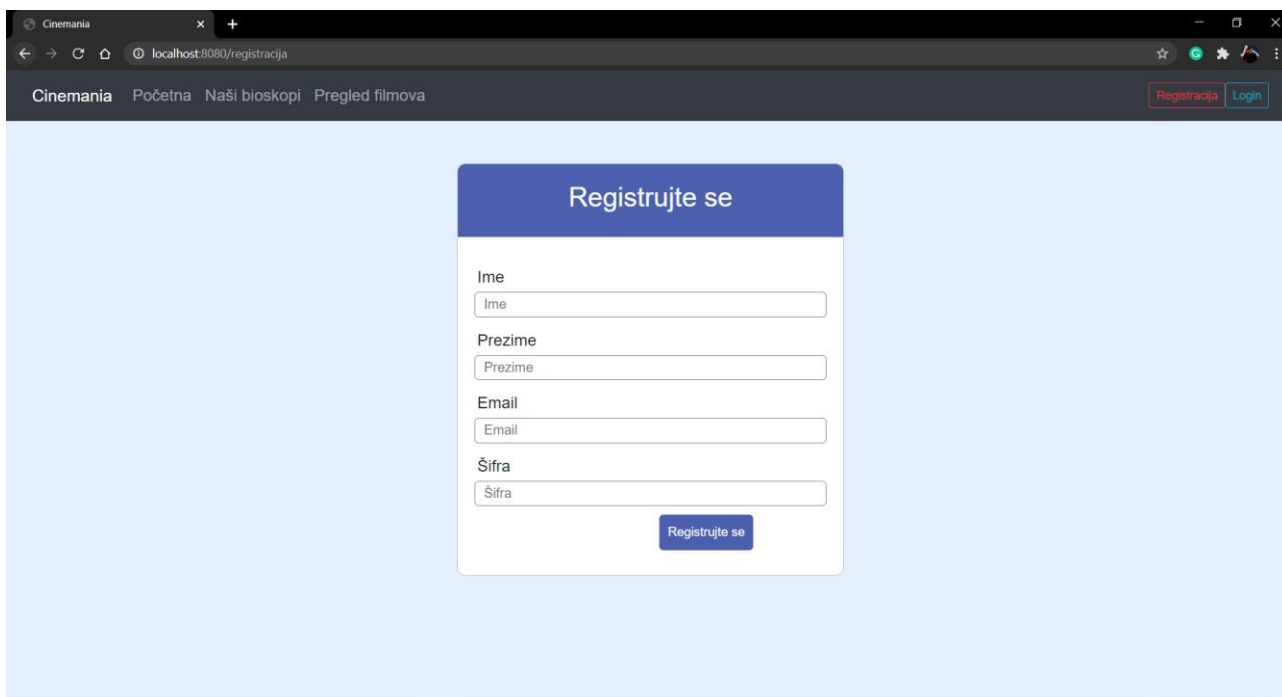 Cinemania
localhost:8080/registracija
Cinemania Početna Naši bioskopi Pregled filmova Registracija Login
Registrujte se
Ime
Ime
Prezime
Prezime
Email
Email
Šifra
Šifra
Registrujte se